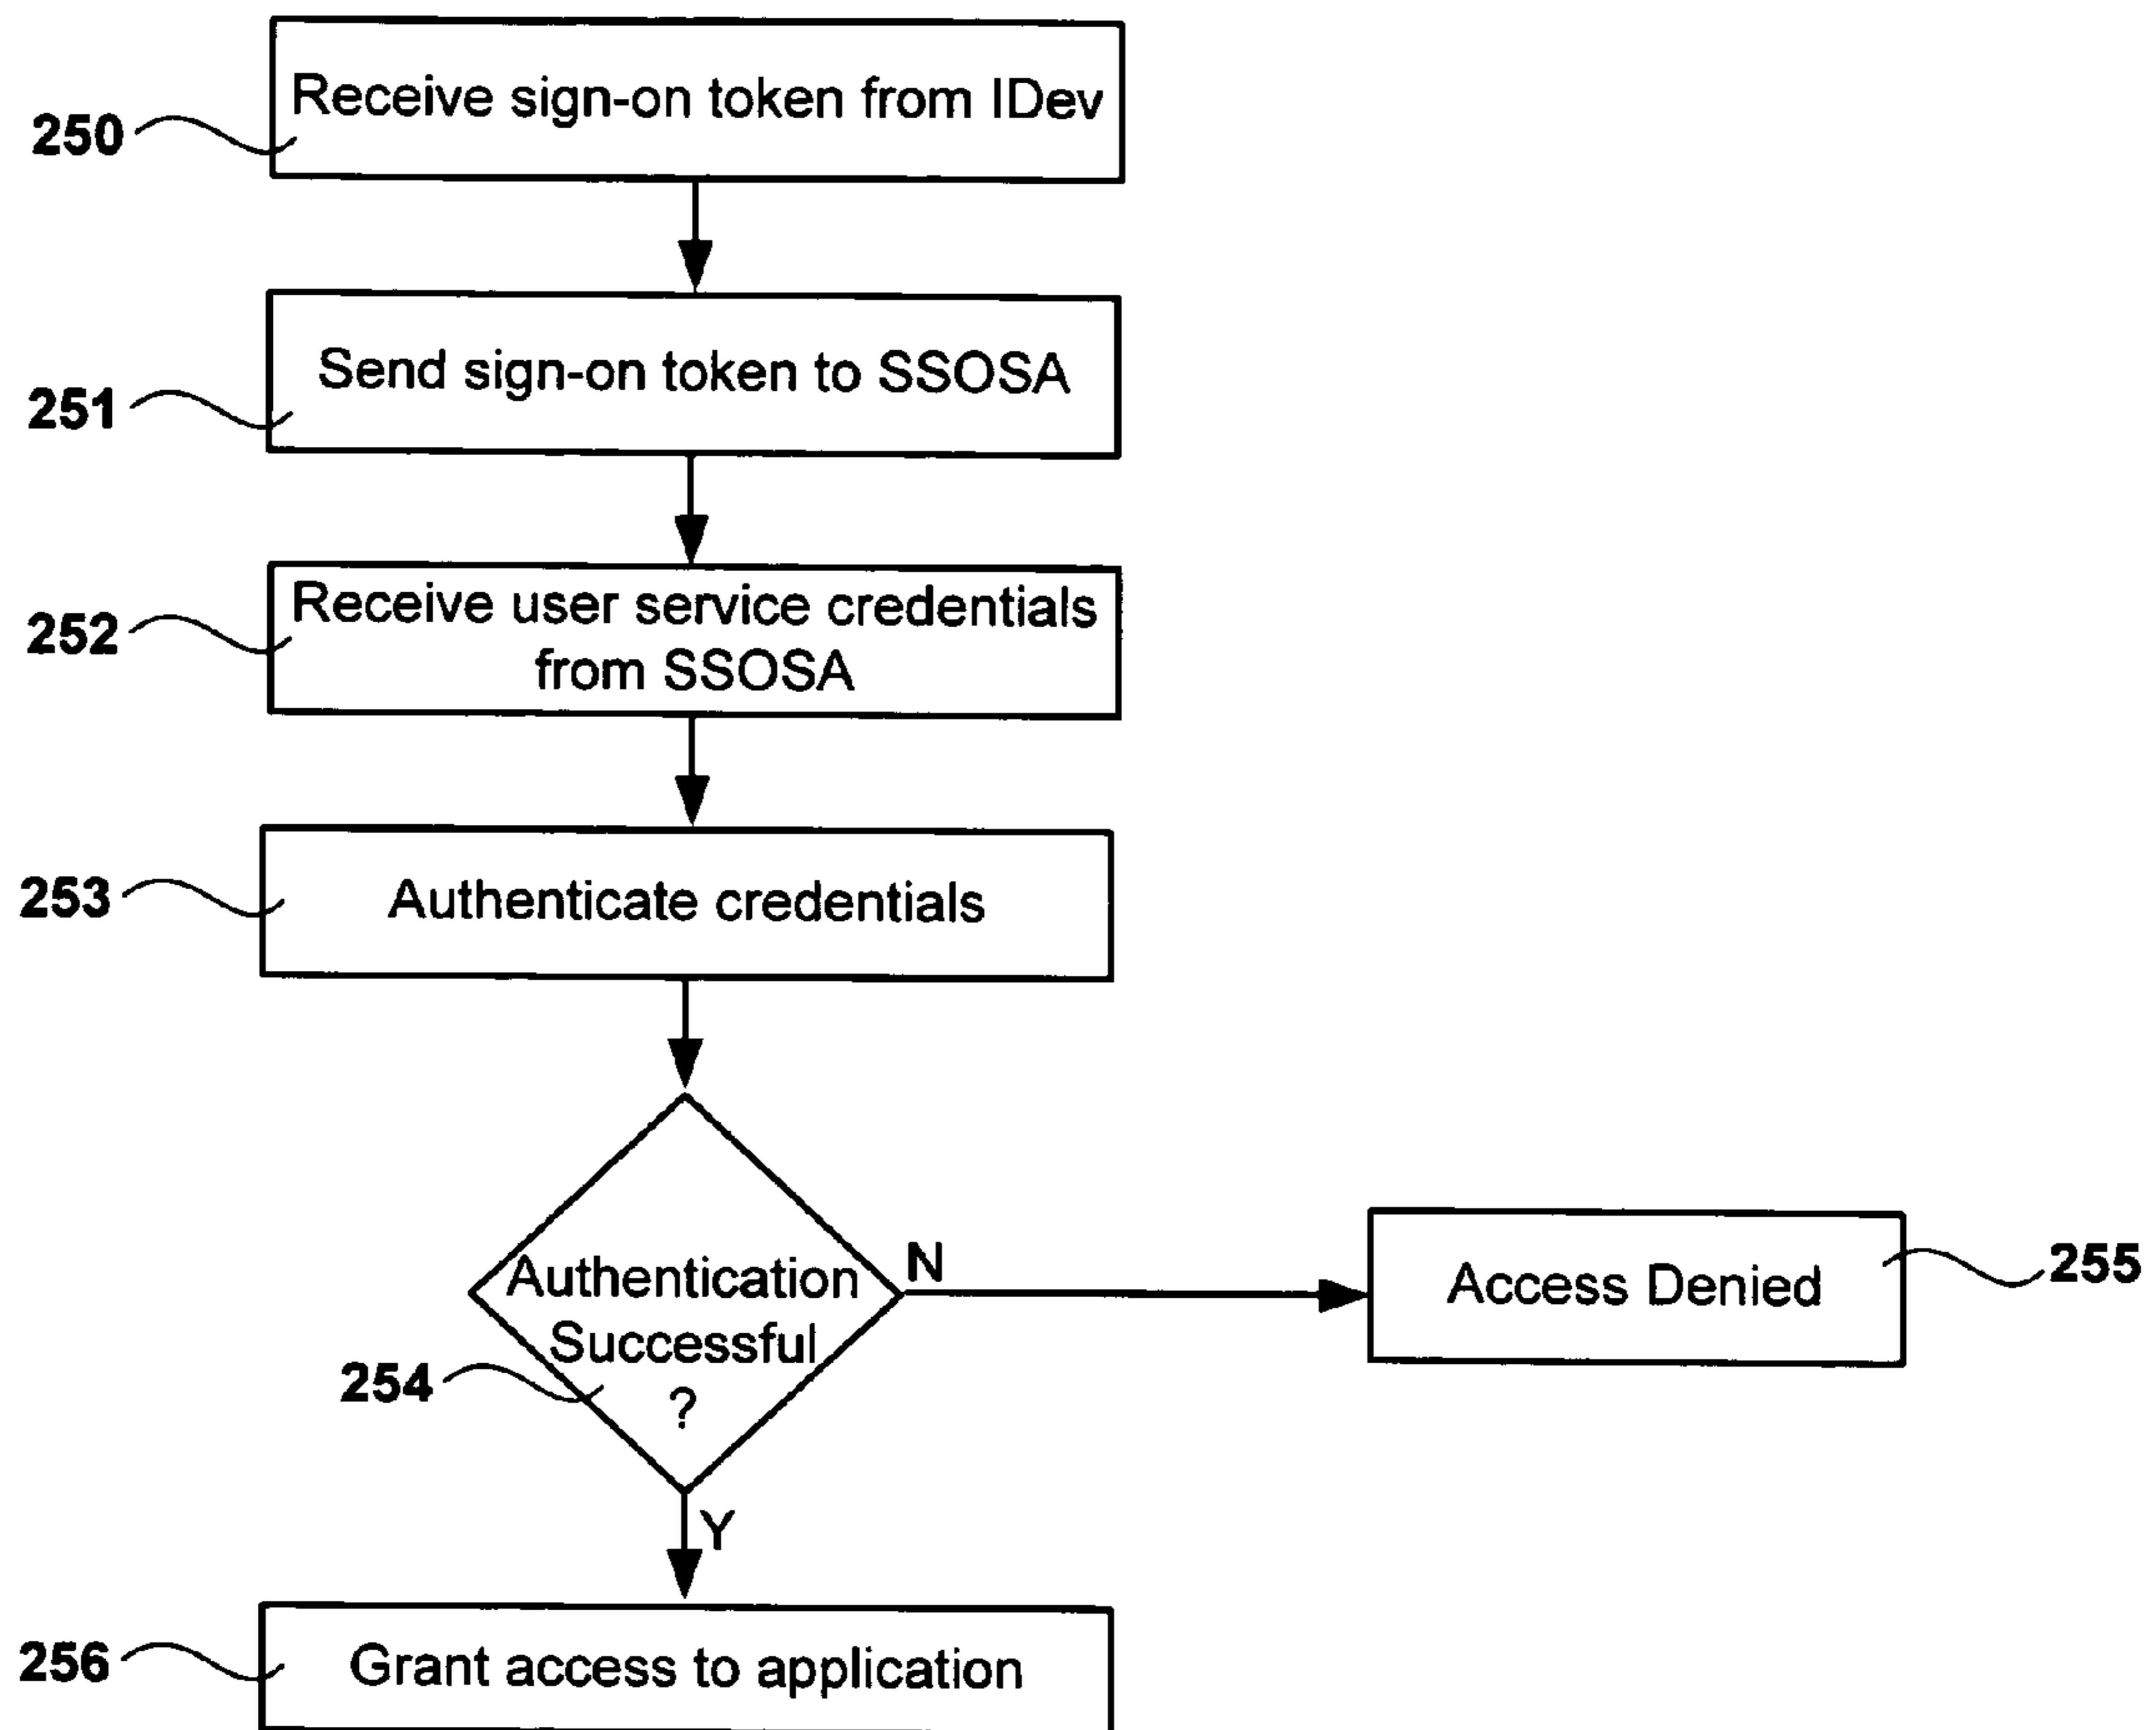 Receive sign-on token from IDev
250
Send sign-on token to SSOSA
251
Receive user service credentials
from SSOSA
252
Authenticate credentials
253
Authentication
Successful
?
254
N
Access Denied
255
Y
Grant access to application
256